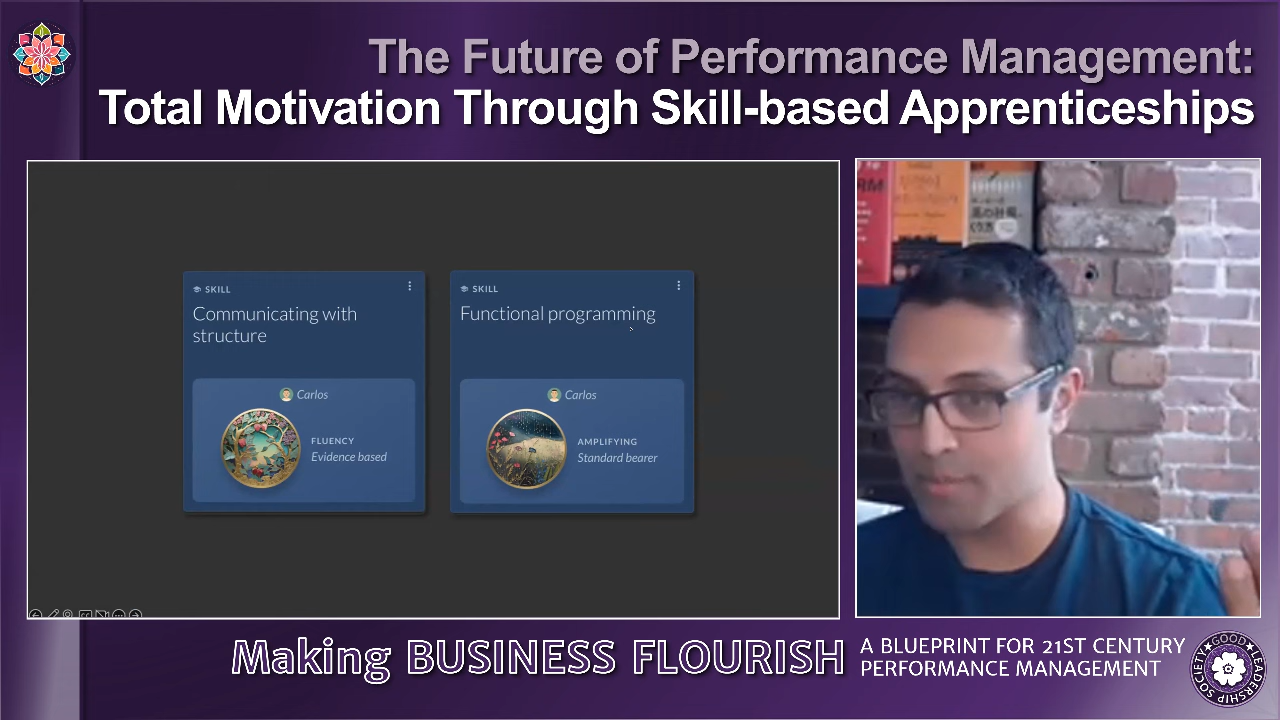 The Future of Performance Management:
Total Motivation Through Skill-based Apprenticeships
SKILL
Communicating with
structure
Carlos
FLUENCY
Evidence based
SKILL
Functional programming
Carlos
AMPLIFYING
Standard bearer
RM
Making BUSINESS FLOURISH
A BLUEPRINT FOR 21ST CENTURY
PERFORMANCE MANAGEMENT
GOOD LEADERSHIP SOCIETY